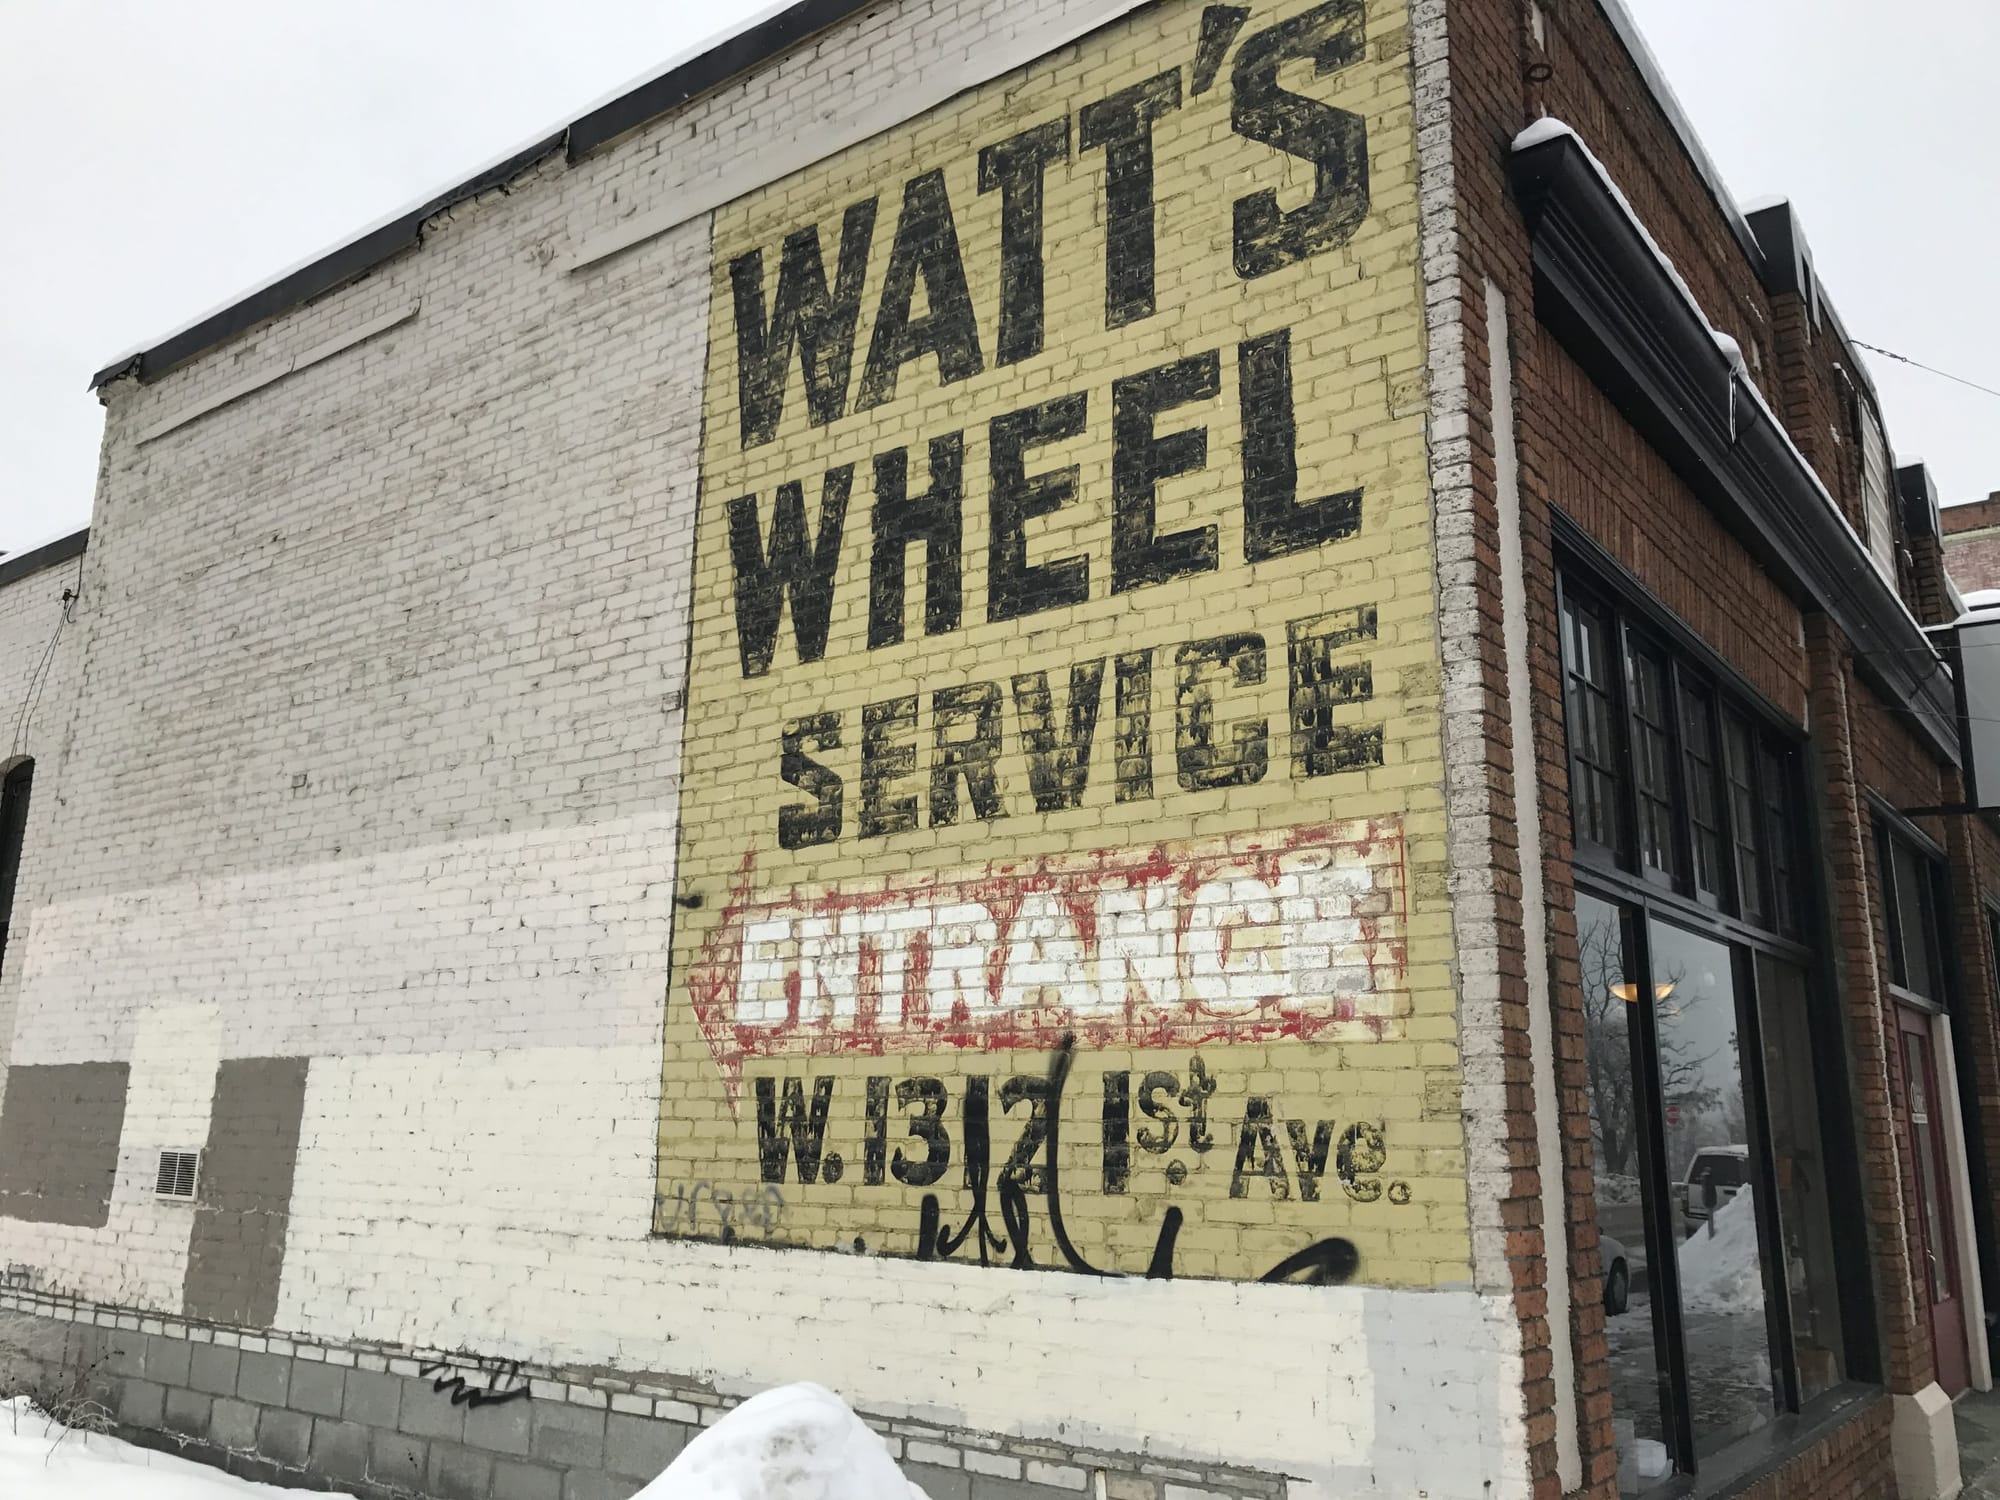 WATT'S
WHEEL
SERVICE
ENTRANCE
W. 1312 1st. Ave.